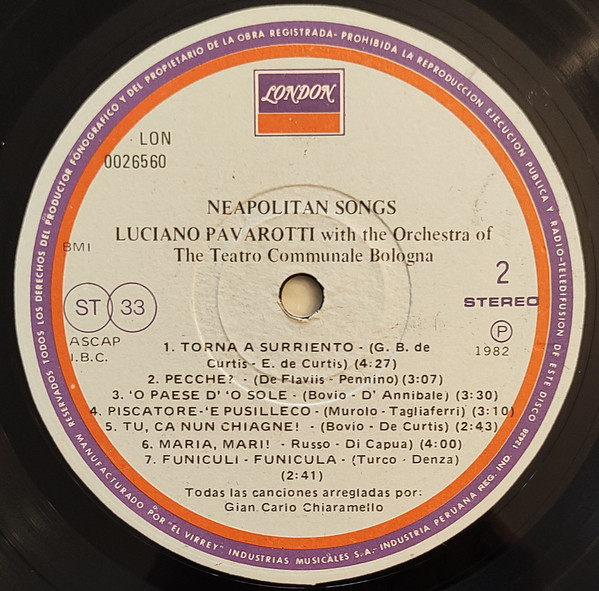 RESERVADOS TODOS LOS DERECHOS DEL PRODUCTOR FONOGRAFICO Y DEL PROPIETARIO DE LA OBRA REGISTRADA - PROHIBIDA LA REPRODUCCION EJECUCION PUBLICA Y RADIO-TELEDIFUSION DE ESTE DISCO
LONDON
LON
0026560
NEAPOLITAN SONGS
LUCIANO PAVAROTTI with the Orchestra of
The Teatro Communale Bologna
BMI
2
STEREO
ST 33
P
1982
ASCAP
I.B.C.
1. TORNA A SURRIENTO - (G. B. de
Curtis - E. de Curtis) (4:27)
2. PECCHE? - (De Flaviis - Pennino) (3:07)
3. 'O PAESE D' 'O SOLE - (Bovio - D' Annibale) (3:30)
4. PISCATORE-'E PUSILLECO - (Murolo - Tagliaferri) (3:10)
5. TU, CA NUN CHIAGNE! - (Bovio - De Curtis) (2:43)
6. MARIA, MARI! - Russo - Di Capua) (4:00)
7. FUNICULI - FUNICULA - (Turco - Denza)
(2:41)
Todas las canciones arregladas por:
Gian Carlo Chiaramello
MANUFACTURADO POR "EL VIRREY" INDUSTRIAS MUSICALES S.A.- INDUSTRIA PERUANA REG. IND 12428